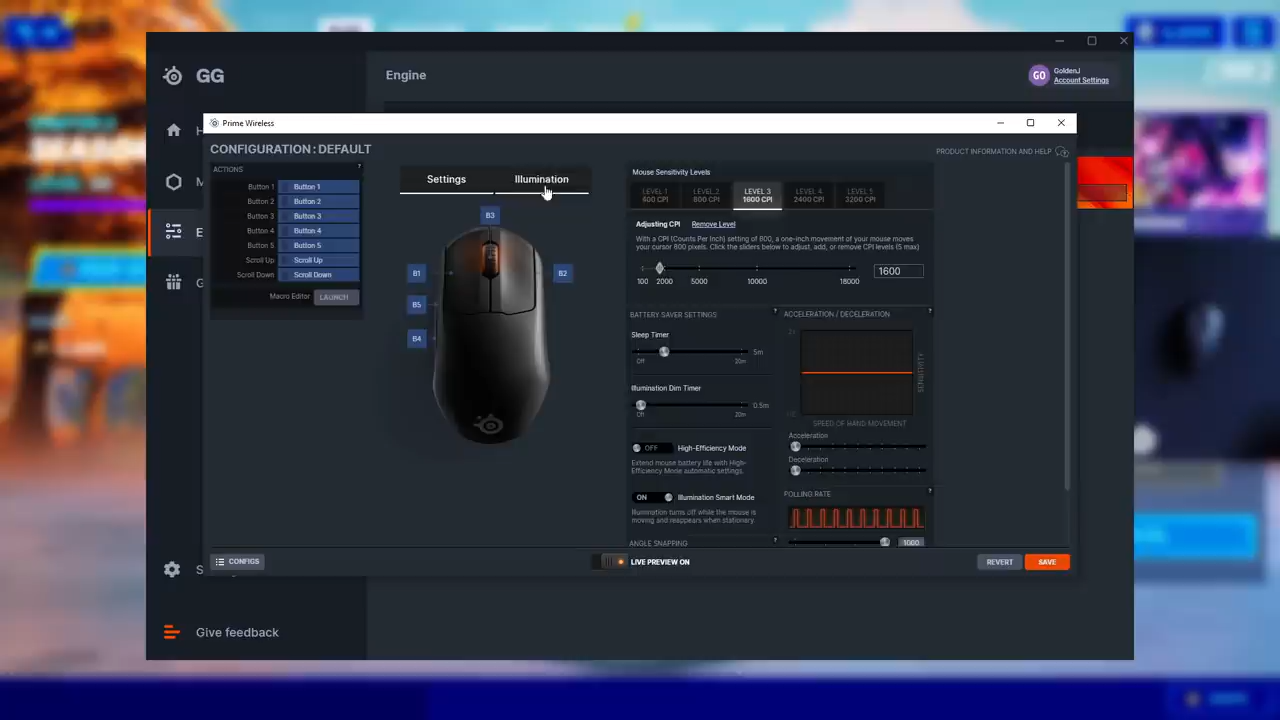 GG
Engine
GO
GoldenJ
Account Settings
Prime Wireless
CONFIGURATION: DEFAULT
PRODUCT INFORMATION AND HELP
ACTIONS
?
Button 1 Button 1
Button 2 Button 2
Button 3 Button 3
Button 4 Button 4
Button 5 Button 5
Scroll Up Scroll Up
Scroll Down Scroll Down
Macro Editor LAUNCH
Settings
Illumination
B3
B1
B2
B5
B4
Mouse Sensitivity Levels
LEVEL 1 LEVEL 2 LEVEL 3 LEVEL 4 LEVEL 5
600 CPI 800 CPI 1600 CPI 2400 CPI 3200 CPI
Adjusting CPI Remove Level
With a CPI (Counts Per Inch) setting of 800, a one-inch movement of your mouse moves
your cursor 800 pixels. Click the sliders below to adjust, add, or remove CPI levels (5 max)
1600
100 2000 5000 10000 18000
BATTERY SAVER SETTINGS ?
Sleep Timer
5m
Off 20m
Illumination Dim Timer
0.5m
Off 20m
OFF High-Efficiency Mode
Extend mouse battery life with High-
Efficiency Mode automatic settings.
ON Illumination Smart Mode
Illumination turns off while the mouse is
moving and reappears when stationary.
ANGLE SNAPPING ?
ACCELERATION / DECELERATION ?
SENSITIVITY
SPEED OF HAND MOVEMENT
Acceleration
Deceleration
POLLING RATE ?
1000
CONFIGS
LIVE PREVIEW ON
REVERT
SAVE
Give feedback